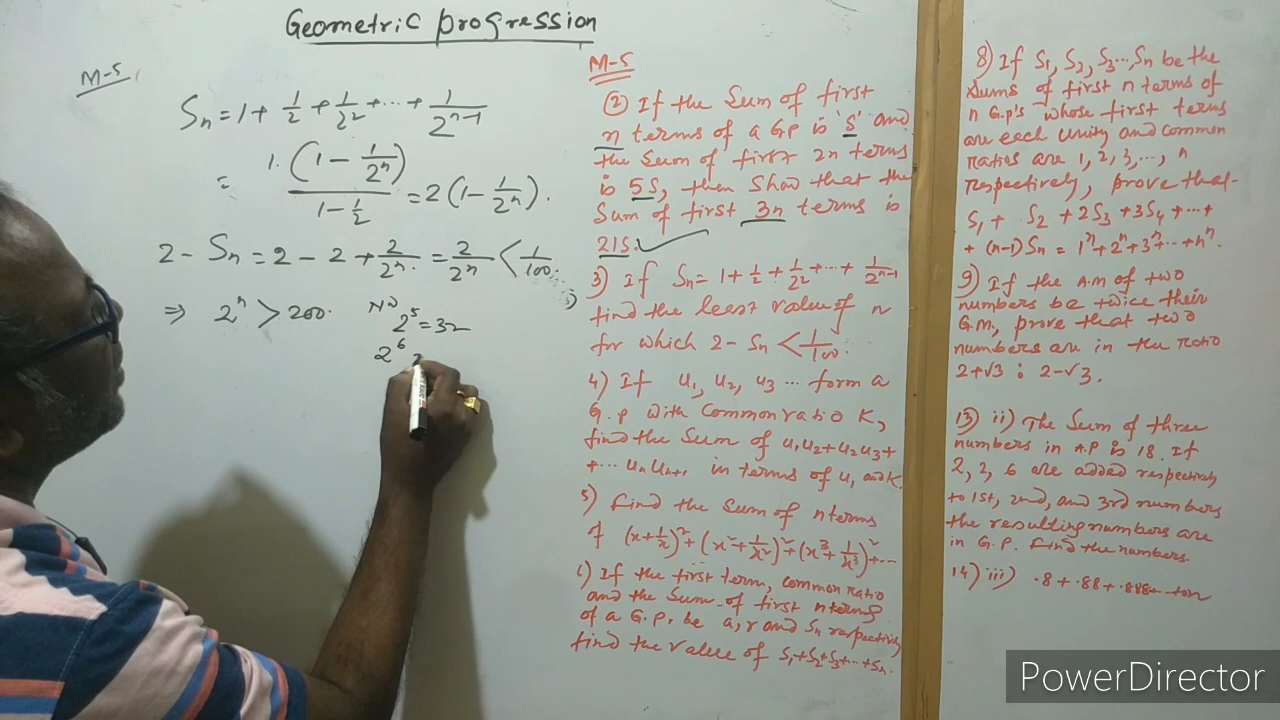 Geometric progression
M-5
Sn = 1 + 1/2 + 1/2² + ... + 1/2ⁿ⁻¹
= 1. (1 - 1/2ⁿ) / 1 - 1/2 = 2 (1 - 1/2ⁿ).
2 - Sn = 2 - 2 + 2/2ⁿ. = 2/2ⁿ < 1/100.
⇒ 2ⁿ > 200.
2⁵ = 32
2⁶
M-5
② If the Sum of first
n terms of a GP is 'S' and
the Sum of first 2n terms
is 5S, then Show that the
Sum of first 3n terms is
21S.
3) If Sn = 1 + 1/2 + 1/2² + ... + 1/2ⁿ⁻¹
find the least value of n
for which 2 - Sn < 1/100.
4) If u₁, u₂, u₃ ... form a
G.p with Common ratio K,
find the Sum of u₁u₂ + u₂u₃ +
+ ... uₙuₙ₊₁ in terms of u₁ and K.
5) Find the Sum of n terms
of (x + 1/x)² + (x² + 1/x²)² + (x³ + 1/x³)² + ...
6) If the first term, common ratio
and the Sum of first n terms
of a G.P. be a, r and Sn respectively
find the value of S₁+S₂+S₃+...+Sn.
8) If S₁, S₂, S₃...Sn be the
Sums of first n terms of
n G.p's whose first terms
are each Unity and Common
ratios are 1, 2, 3, ..., n
respectively, prove that-
S₁ + S₂ + 2S₃ + 3S₄ + ... +
+ (n-1) Sn = 1ⁿ + 2ⁿ + 3ⁿ + ... + nⁿ.
9) If the A.M of two
numbers be twice their
G.M, prove that two
numbers are in the ratio
2+√3 : 2-√3.
13) ii) The Sum of three
numbers in A.P is 18. If
2, 2, 6 are added respectively
to 1st, 2nd, and 3rd numbers
the resulting numbers are
in G.P. Find the numbers.
14) iii) .8 + .88 + .888...to n
PowerDirector